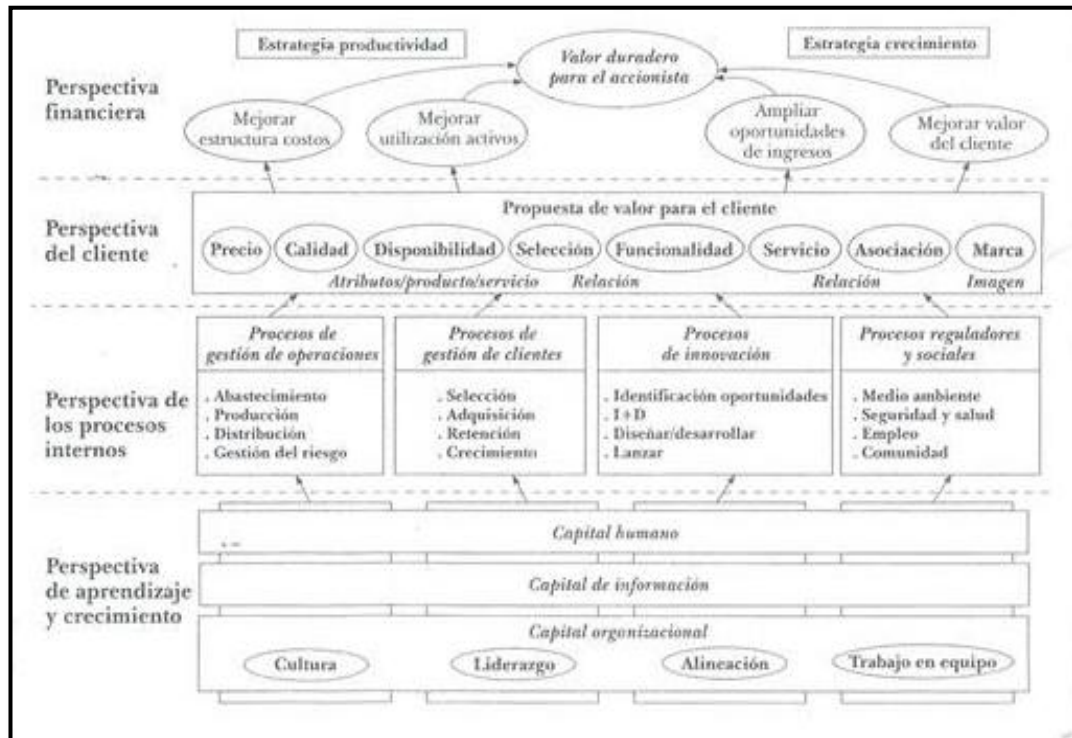 Estrategia productividad
Estrategia crecimiento
Valor duradero
para el accionista
Perspectiva
financiera
Mejorar
estructura costos
Mejorar
utilización activos
Ampliar
oportunidades
de ingresos
Mejorar valor
del cliente
Perspectiva
del cliente
Propuesta de valor para el cliente
Precio
Calidad
Disponibilidad
Selección
Funcionalidad
Servicio
Asociación
Marca
Atributos/producto/servicio
Relación
Relación
Imagen
Perspectiva de
los procesos
internos
Procesos de
gestión de operaciones
. Abastecimiento
. Producción
. Distribución
. Gestión del riesgo
Procesos de
gestión de clientes
. Selección
. Adquisición
. Retención
. Crecimiento
Procesos
de innovación
. Identificación oportunidades
. I+D
. Diseñar/desarrollar
. Lanzar
Procesos reguladores
y sociales
. Medio ambiente
. Seguridad y salud
. Empleo
. Comunidad
Perspectiva
de aprendizaje
y crecimiento
Capital humano
Capital de información
Capital organizacional
Cultura
Liderazgo
Alineación
Trabajo en equipo